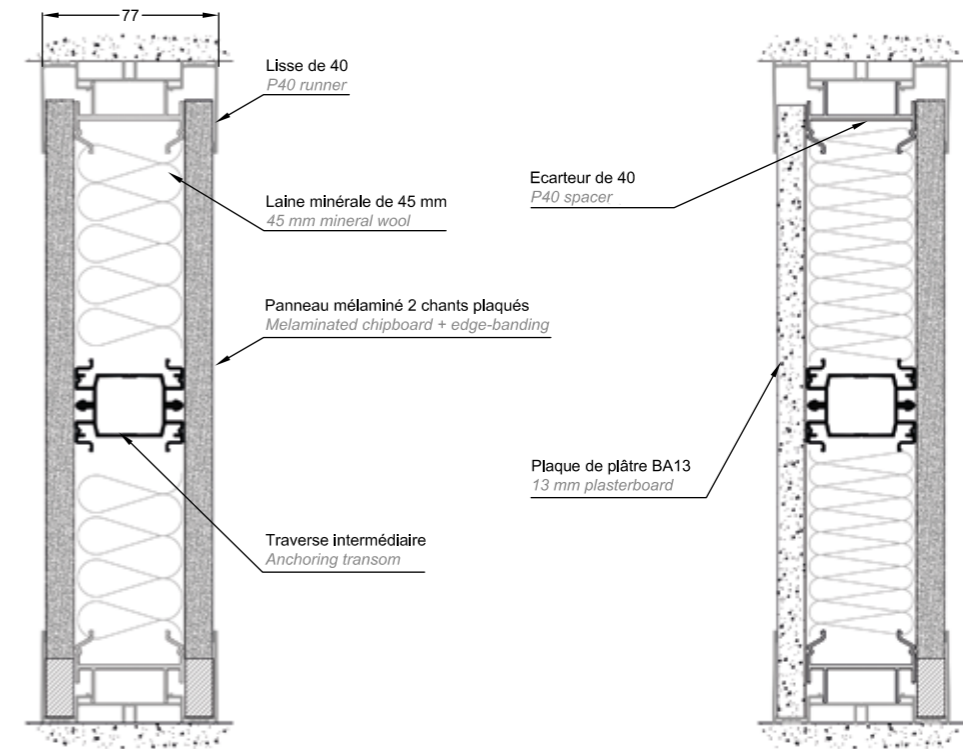 77
Lisse de 40
P40 runner
Laine minérale de 45 mm
45 mm mineral wool
Panneau mélaminé 2 chants plaqués
Melaminated chipboard + edge-banding
Traverse intermédiaire
Anchoring transom
Ecarteur de 40
P40 spacer
Plaque de plâtre BA13
13 mm plasterboard